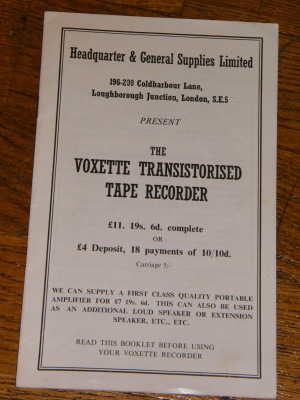 Headquarter & General Supplies Limited
196-200 Coldharbour Lane,
Loughborough Junction, London, S.E.5
PRESENT
THE
VOXETTE TRANSISTORISED
TAPE RECORDER
£11. 19s. 6d. complete
OR
£4 Deposit, 18 payments of 10/10d.
Carriage 5/-
WE CAN SUPPLY A FIRST CLASS QUALITY PORTABLE
AMPLIFIER FOR £7 19s. 6d. THIS CAN ALSO BE USED
AS AN ADDITIONAL LOUD SPEAKER OR EXTENSION
SPEAKER, ETC., ETC.
READ THIS BOOKLET BEFORE USING
YOUR VOXETTE RECORDER